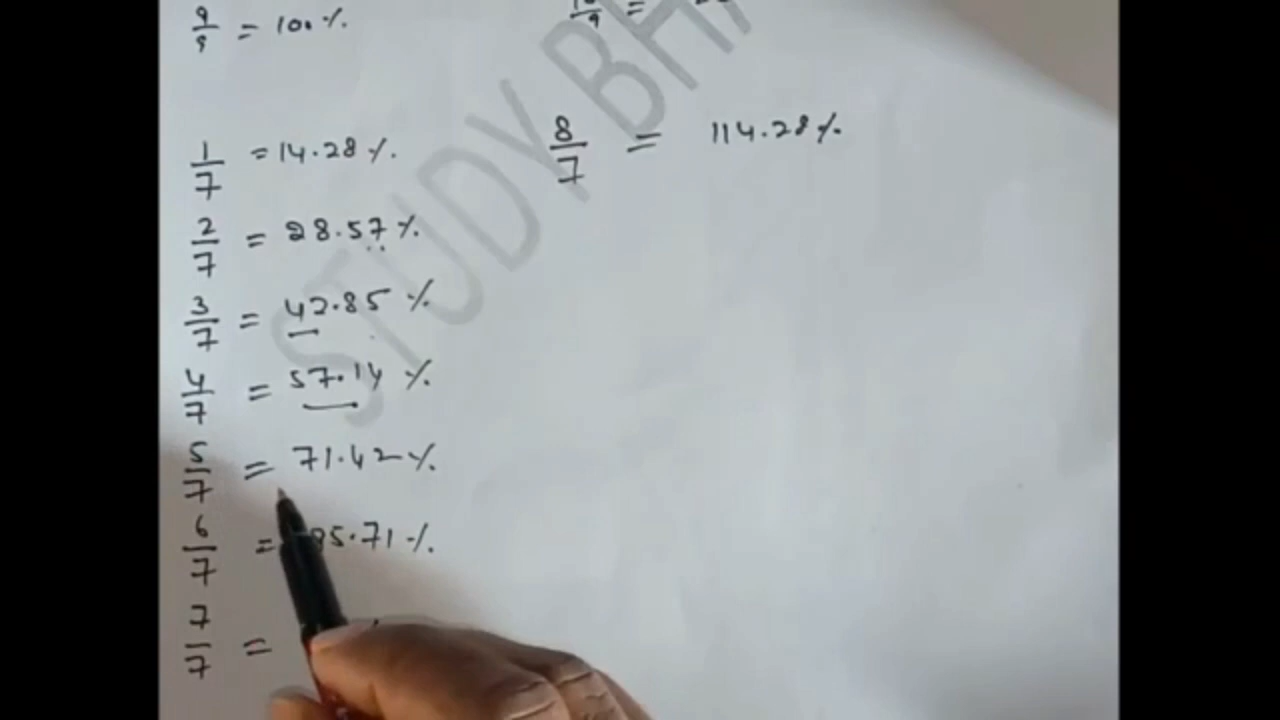 9/9 = 100%
1/7 = 14.28%.
8/7 = 114.28%
2/7 = 28.57%
3/7 = 42.85%
4/7 = 57.14%
5/7 = 71.42%
6/7 = 85.71%
7/7 =
STUDY